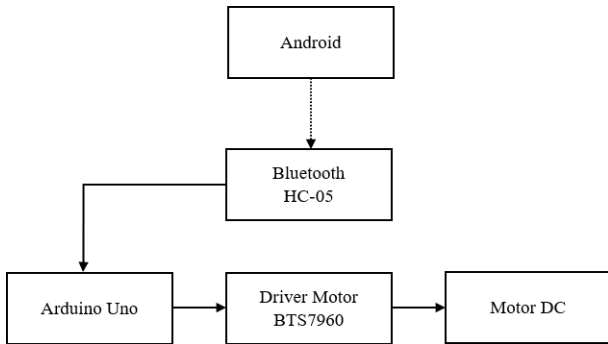 Android
Bluetooth
HC-05
Arduino Uno
Driver Motor
BTS7960
Motor DC